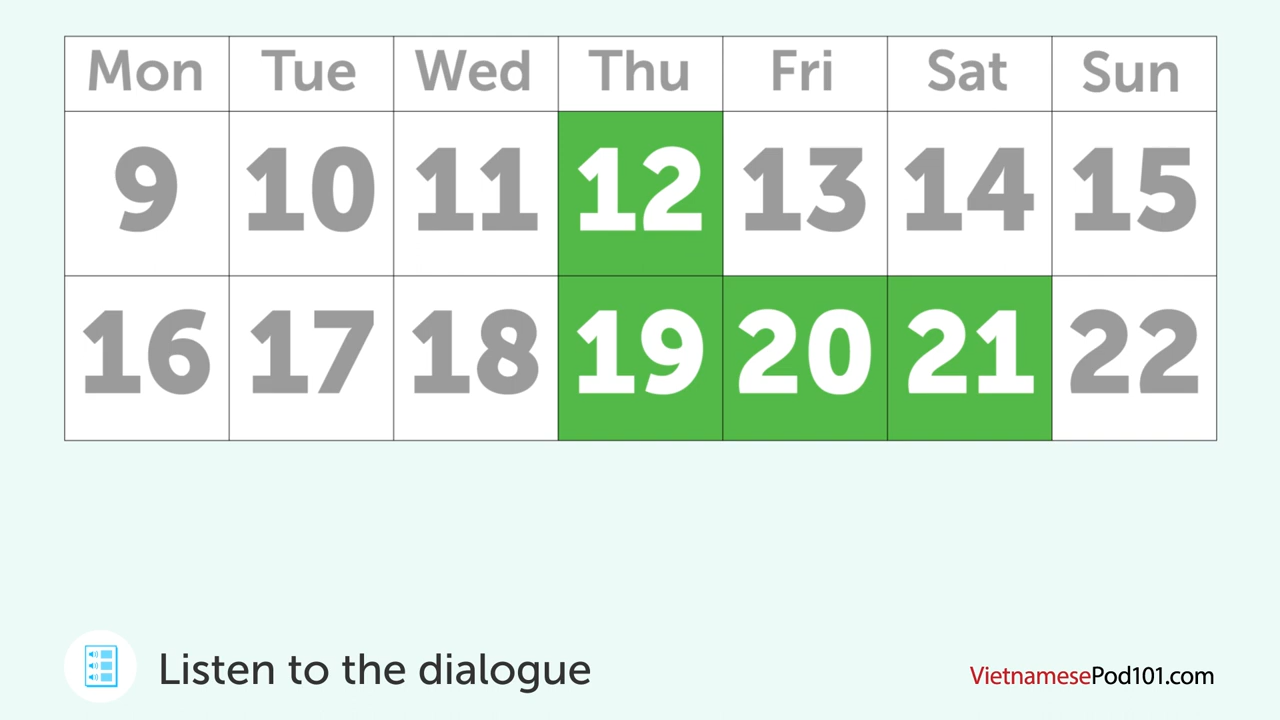 Mon Tue Wed Thu Fri Sat Sun
9 10 11 12 13 14 15
16 17 18 19 20 21 22
Listen to the dialogue
VietnamesePod101.com